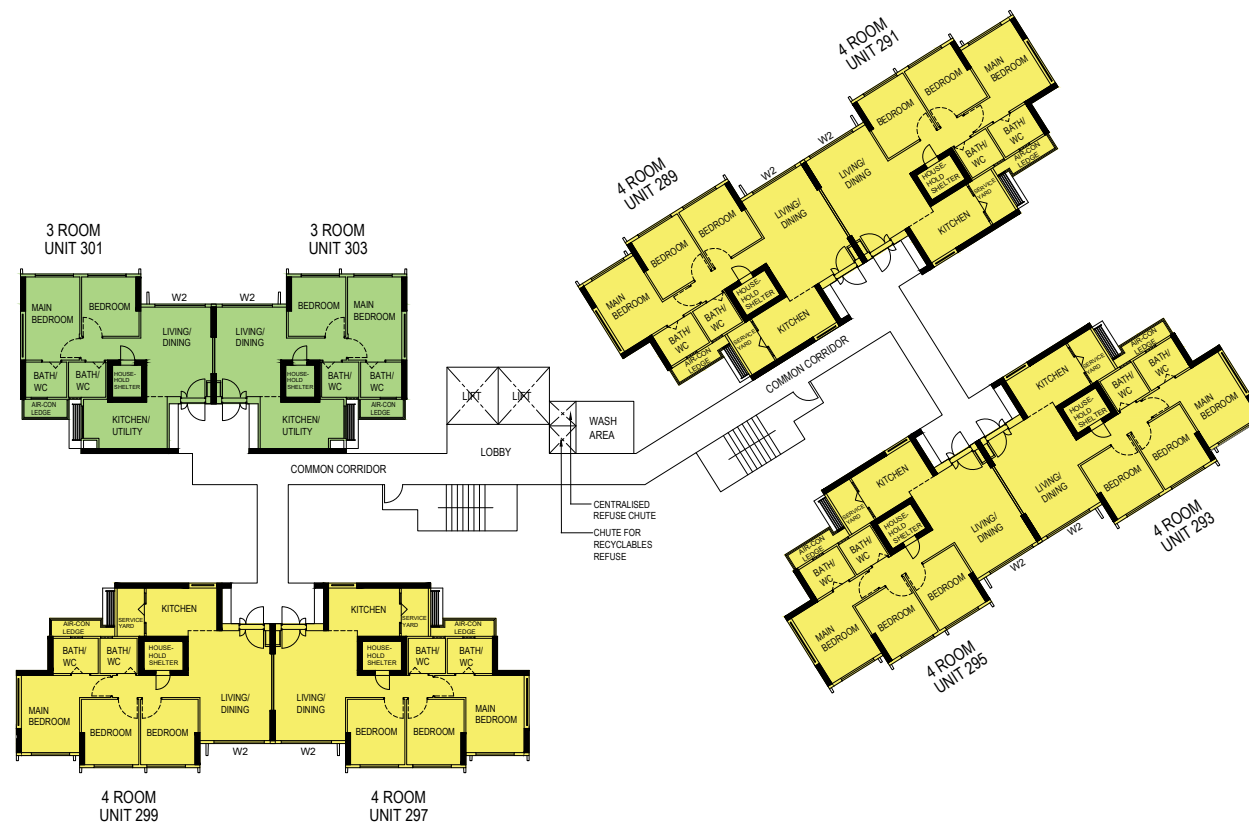 4 ROOM
UNIT 291
BEDROOM
BEDROOM
MAIN
BEDROOM
BATH/
WC
BATH/
WC
AIR-CON
LEDGE
W2
LIVING/
DINING
HOUSE-
HOLD
SHELTER
SERVICE
YARD
KITCHEN
4 ROOM
UNIT 289
W2
BEDROOM
BEDROOM
LIVING/
DINING
MAIN
BEDROOM
HOUSE-
HOLD
SHELTER
BATH/
WC
BATH/
WC
KITCHEN
SERVICE
YARD
AIR-CON
LEDGE
3 ROOM
UNIT 301
3 ROOM
UNIT 303
W2
W2
MAIN
BEDROOM
BEDROOM
LIVING/
DINING
BATH/
WC
BATH/
WC
HOUSE-
HOLD
SHELTER
AIR-CON
LEDGE
KITCHEN/
UTILITY
LIVING/
DINING
BEDROOM
MAIN
BEDROOM
HOUSE-
HOLD
SHELTER
BATH/
WC
BATH/
WC
AIR-CON
LEDGE
KITCHEN/
UTILITY
LIFT
LIFT
WASH
AREA
LOBBY
COMMON CORRIDOR
COMMON CORRIDOR
CENTRALISED
REFUSE CHUTE
CHUTE FOR
RECYCLABLES
REFUSE
AIR-CON
LEDGE
KITCHEN
SERVICE
YARD
BATH/
WC
BATH/
WC
HOUSE-
HOLD
SHELTER
MAIN
BEDROOM
BEDROOM
BEDROOM
LIVING/
DINING
W2
4 ROOM
UNIT 293
KITCHEN
SERVICE
YARD
AIR-CON
LEDGE
HOUSE-
HOLD
SHELTER
BATH/
WC
BATH/
WC
LIVING/
DINING
W2
MAIN
BEDROOM
BEDROOM
BEDROOM
4 ROOM
UNIT 295
AIR-CON
LEDGE
SERVICE
YARD
KITCHEN
BATH/
WC
BATH/
WC
HOUSE-
HOLD
SHELTER
MAIN
BEDROOM
LIVING/
DINING
BEDROOM
BEDROOM
W2
KITCHEN
SERVICE
YARD
AIR-CON
LEDGE
HOUSE-
HOLD
SHELTER
BATH/
WC
BATH/
WC
LIVING/
DINING
MAIN
BEDROOM
BEDROOM
BEDROOM
W2
4 ROOM
UNIT 299
4 ROOM
UNIT 297